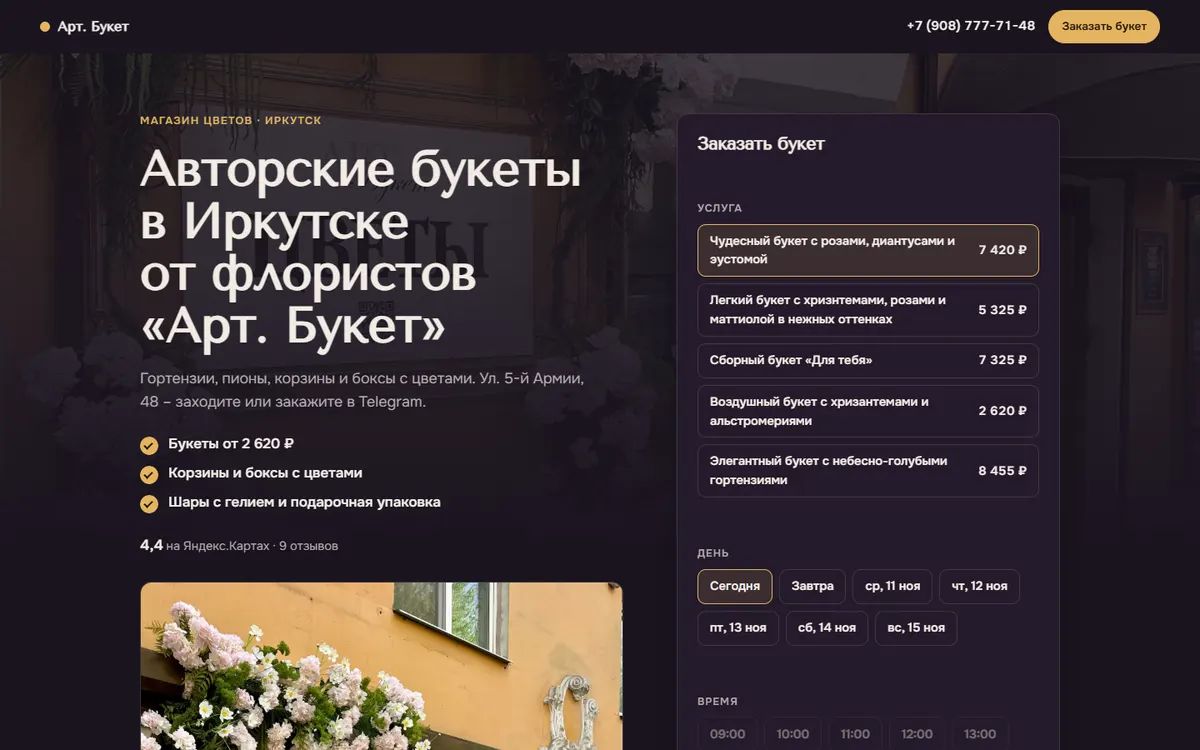 Арт. Букет
+7 (908) 777-71-48
Заказать букет
МАГАЗИН ЦВЕТОВ · ИРКУТСК
Авторские букеты
в Иркутске
от флористов
«Арт. Букет»
Гортензии, пионы, корзины и боксы с цветами. Ул. 5-й Армии,
48 – заходите или закажите в Telegram.
Букеты от 2 620 ₽
Корзины и боксы с цветами
Шары с гелием и подарочная упаковка
4,4 на Яндекс.Картах · 9 отзывов
Заказать букет
УСЛУГА
Чудесный букет с розами, диантусами и
эустомой
7 420 ₽
Легкий букет с хризнтемами, розами и
маттиолой в нежных оттенках
5 325 ₽
Сборный букет «Для тебя»
7 325 ₽
Воздушный букет с хризантемами и
альстромериями
2 620 ₽
Элегантный букет с небесно-голубыми
гортензиями
8 455 ₽
ДЕНЬ
Сегодня
Завтра
ср, 11 ноя
чт, 12 ноя
пт, 13 ноя
сб, 14 ноя
вс, 15 ноя
ВРЕМЯ
09:00
10:00
11:00
12:00
13:00